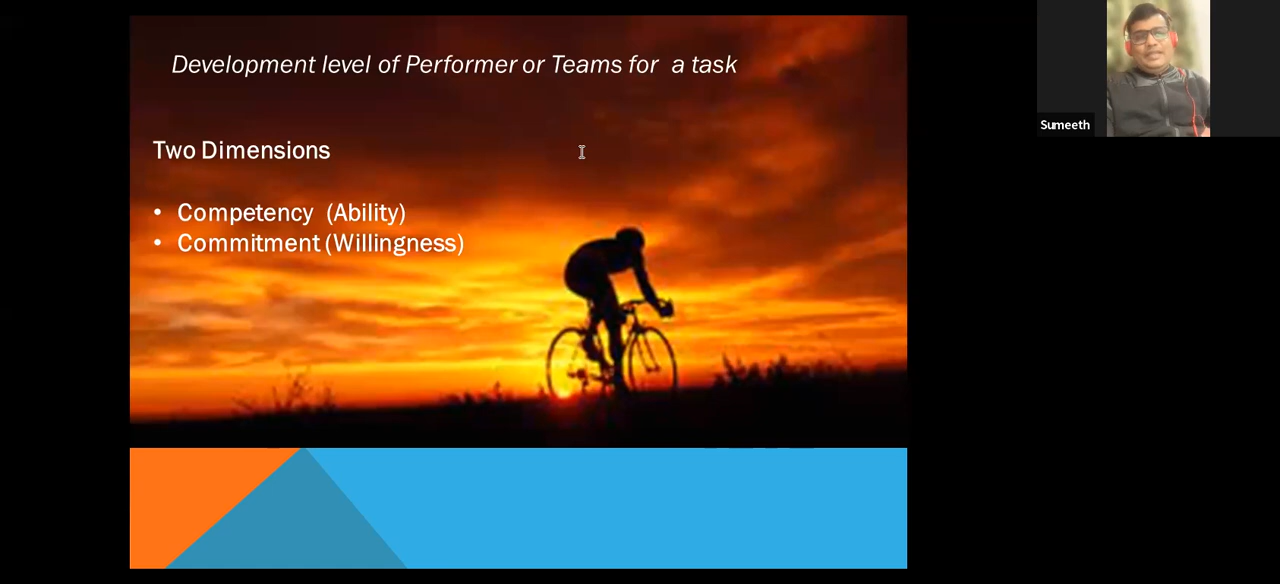 Development level of Performer or Teams for a task
Two Dimensions
• Competency (Ability)
• Commitment (Willingness)
Sumeeth